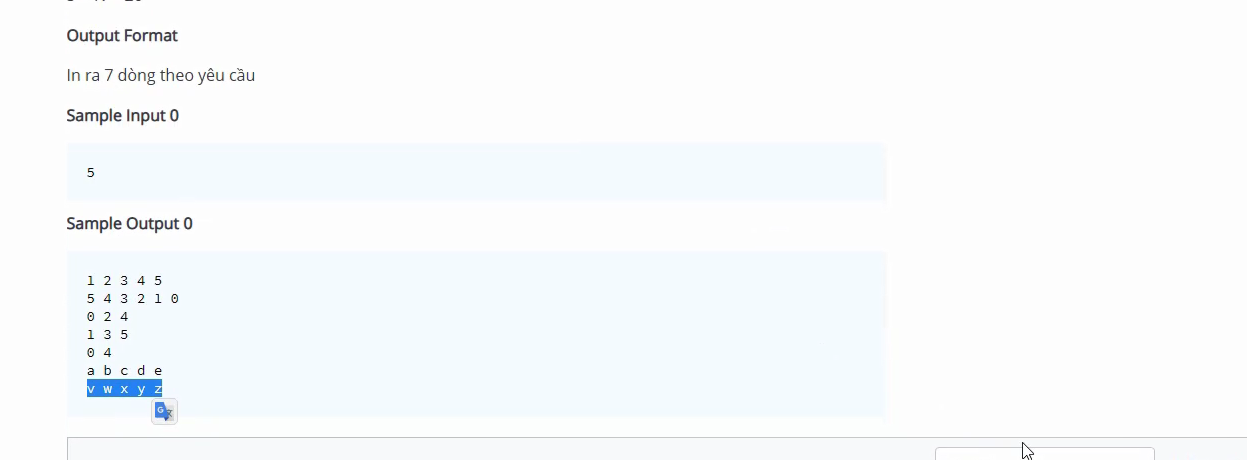 Output Format
In ra 7 dòng theo yêu cầu
Sample Input 0
5
Sample Output 0
1 2 3 4 5
5 4 3 2 1 0
0 2 4
1 3 5
0 4
a b c d e
v w x y z